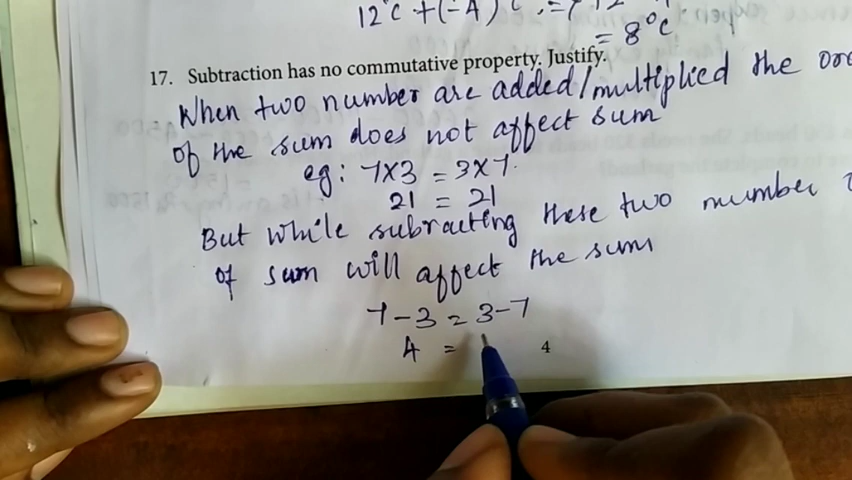 12°C + (-4)
= 8°C
17. Subtraction has no commutative property. Justify.
When two number are added/multiplied the
of the sum does not affect sum
eg: 7×3 = 3×7.
21 = 21
But while subracting these two number
of sum will affect the sum
7-3 = 3-7
4 =
4